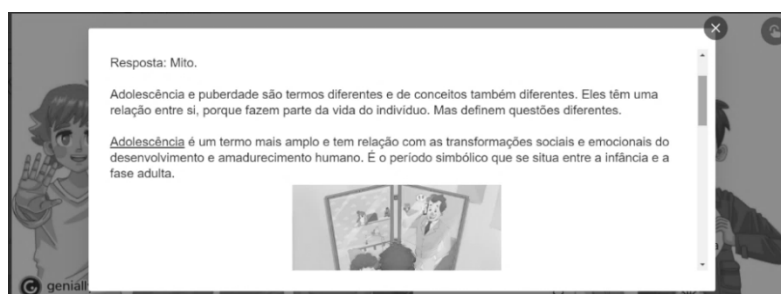 Resposta: Mito.
Adolescência e puberdade são termos diferentes e de conceitos também diferentes. Eles têm uma
relação entre si, porque fazem parte da vida do indivíduo. Mas definem questões diferentes.
Adolescência é um termo mais amplo e tem relação com as transformações sociais e emocionais do
desenvolvimento e amadurecimento humano. É o período simbólico que se situa entre a infância e a
fase adulta.
genially